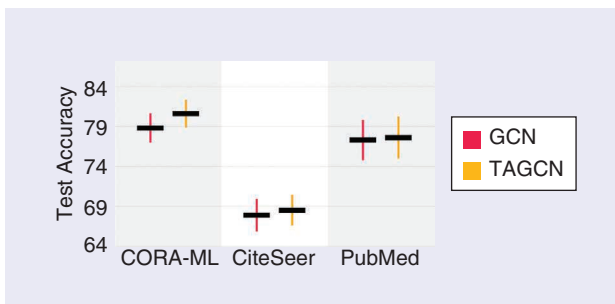 Test Accuracy
84
79
74
69
64
CORA-ML CiteSeer PubMed
GCN
TAGCN